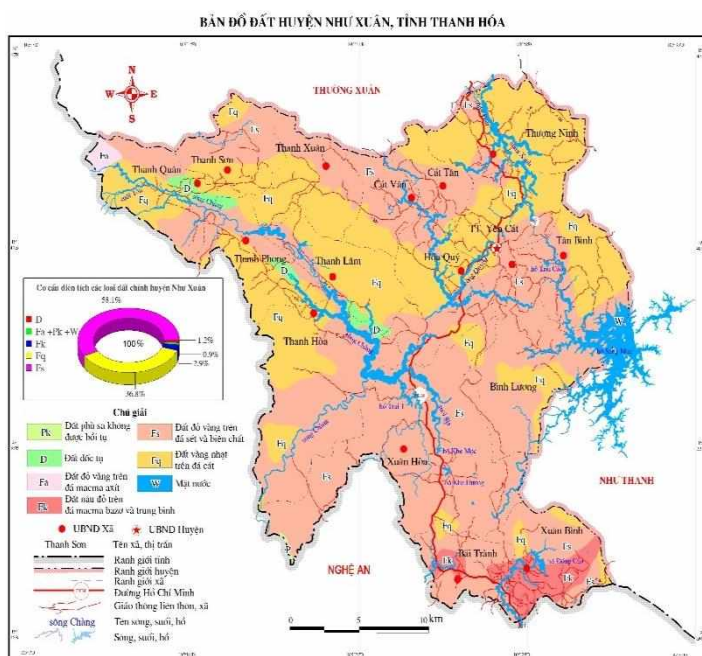 BẢN ĐỒ ĐẤT HUYỆN NHƯ XUÂN, TỈNH THANH HÓA
N
W E
S
THƯỜNG XUÂN
Thượng Ninh
Thanh Xuân
Thanh Sơn
Thanh Quân
Cát Tân
Cát Vân
TT. Yên Cát
Tân Bình
Hóa Quỳ
Thanh Phong
Thanh Lâm
Thanh Hòa
Bình Lương
Xuân Hòa
Xuân Bình
Bãi Trành
NHƯ THANH
NGHỆ AN
sông Chàng
Fq
Fs
Fa
D
W
Fk
Cơ cấu diện tích các loại đất chính huyện Như Xuân
58.1%
D
Fa +Pk +W
Fk
Fq
Fs
100%
1.2%
0.9%
2.9%
36.8%
Chú giải
Pk Đất phù sa không được bồi tụ
D Đất dốc tụ
Fa Đất đỏ vàng trên đá macma axit
Fk Đất nâu đỏ trên đá macma bazơ và trung bình
Fs Đất đỏ vàng trên đá sét và biến chất
Fq Đất vàng nhạt trên đá cát
W Mặt nước
UBND Xã UBND Huyện
Thanh Sơn Tên xã, thị trấn
Ranh giới tỉnh
Ranh giới huyện
Ranh giới xã
Đường Hồ Chí Minh
Giao thông liên thôn, xã
sông Chàng Tên sông, suối, hồ
Sông, suối, hồ
0 5 10
km